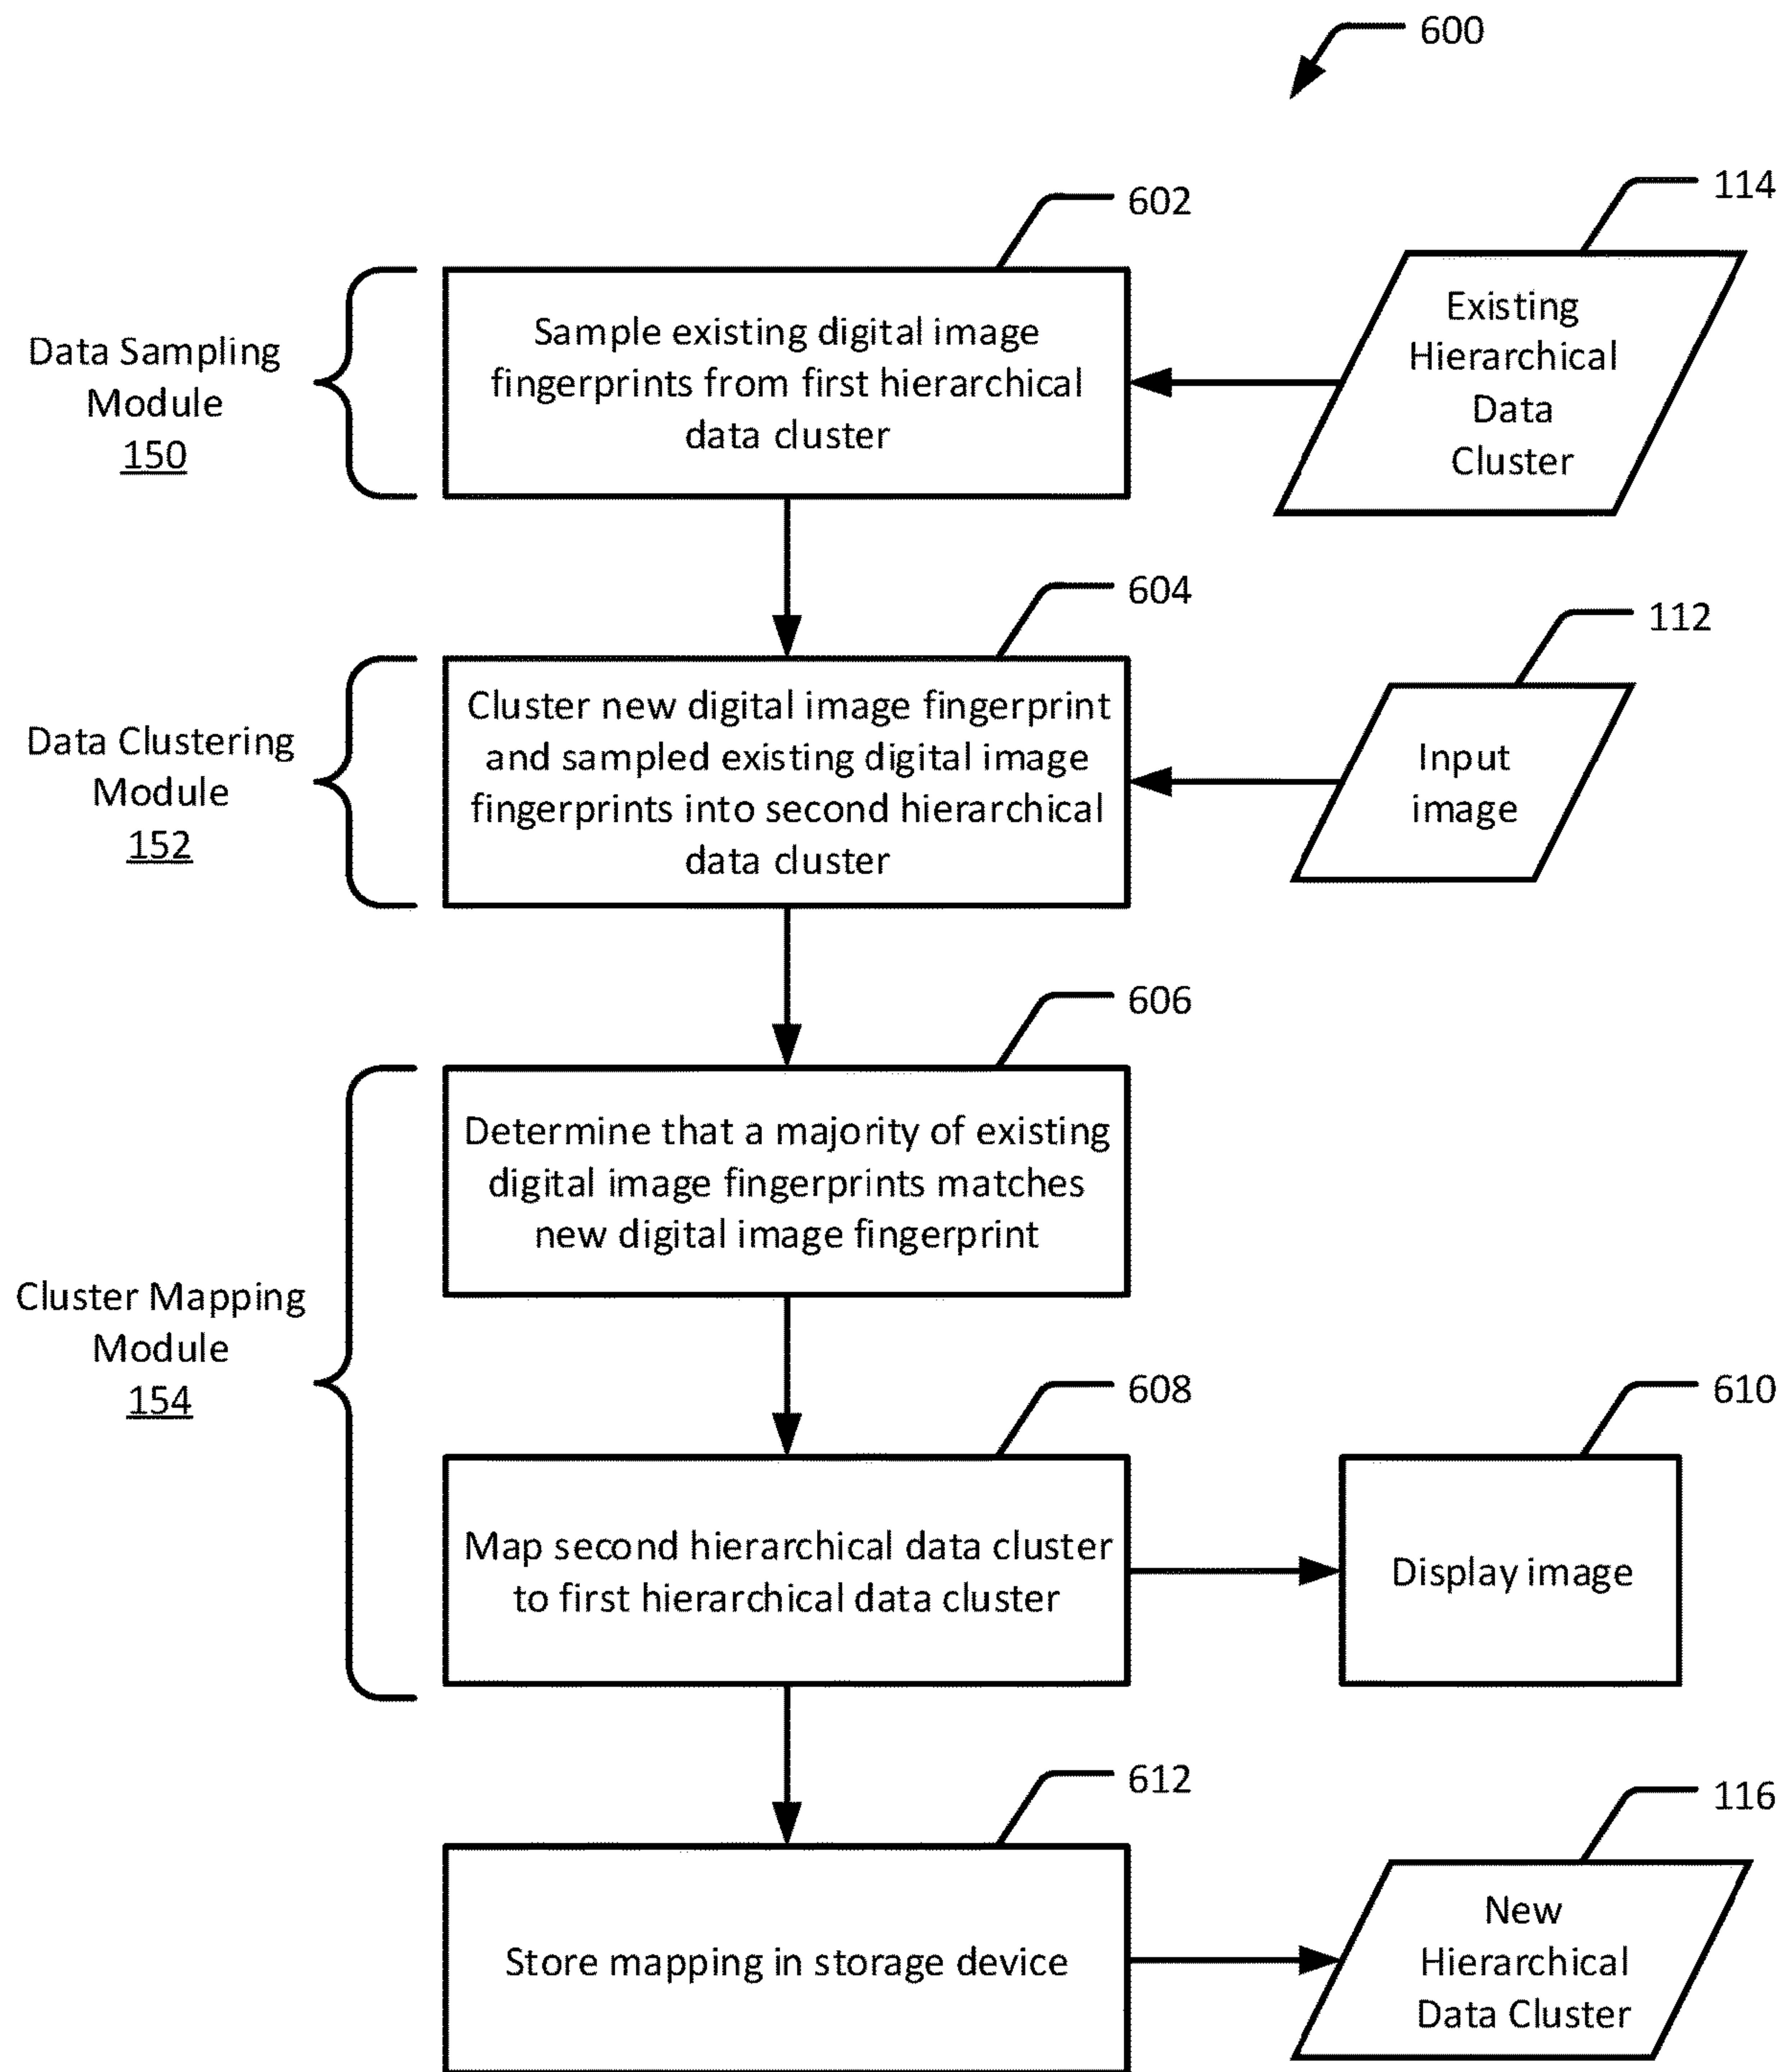 600
602
114
Data Sampling
Module
150
Sample existing digital image
fingerprints from first hierarchical
data cluster
Existing
Hierarchical
Data
Cluster
604
112
Data Clustering
Module
152
Cluster new digital image fingerprint
and sampled existing digital image
fingerprints into second hierarchical
data cluster
Input
image
606
Determine that a majority of existing
digital image fingerprints matches
new digital image fingerprint
Cluster Mapping
Module
154
608
610
Map second hierarchical data cluster
to first hierarchical data cluster
Display image
612
116
Store mapping in storage device
New
Hierarchical
Data Cluster